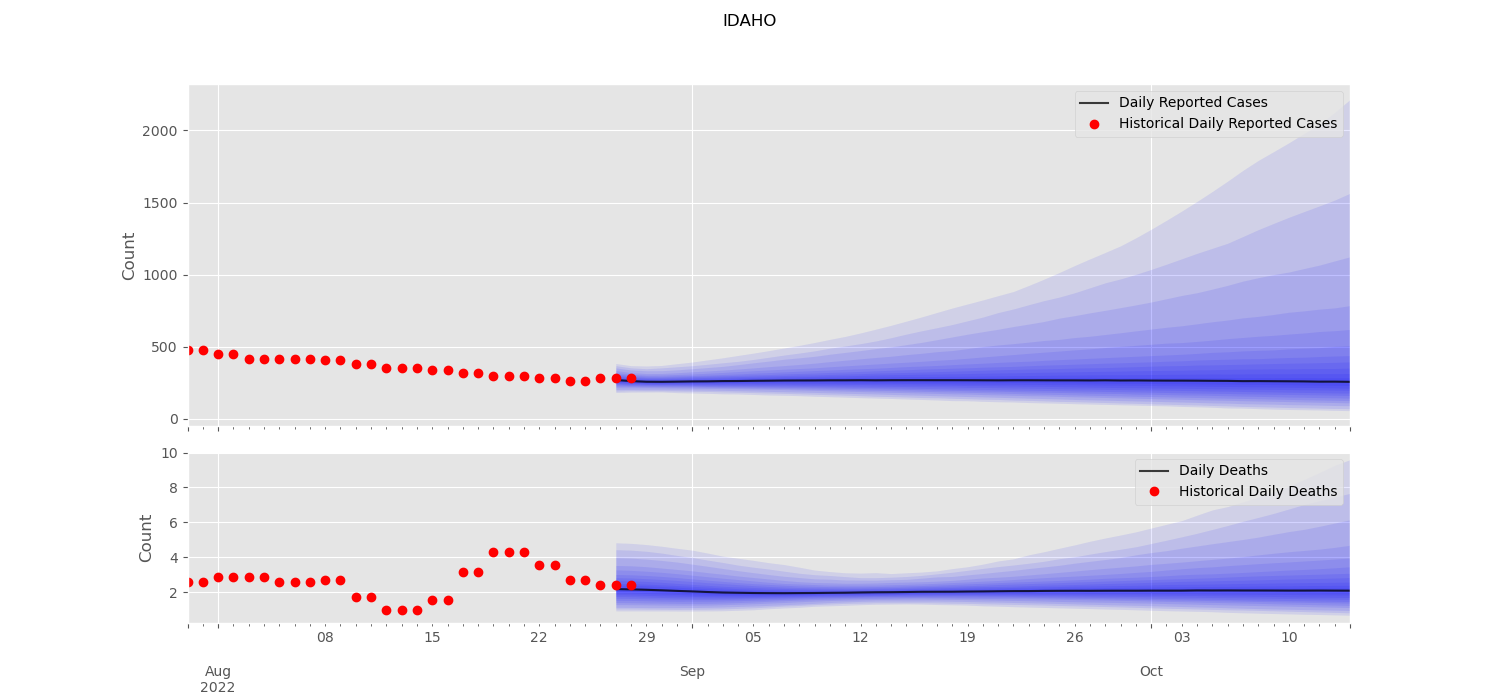 IDAHO
Daily Reported Cases
Historical Daily Reported Cases
2000
1500
1000
500
0
Count
Daily Deaths
Historical Daily Deaths
10
8
6
4
2
Count
08 15 22 29 05 12 19 26 03 10
Aug Sep Oct
2022